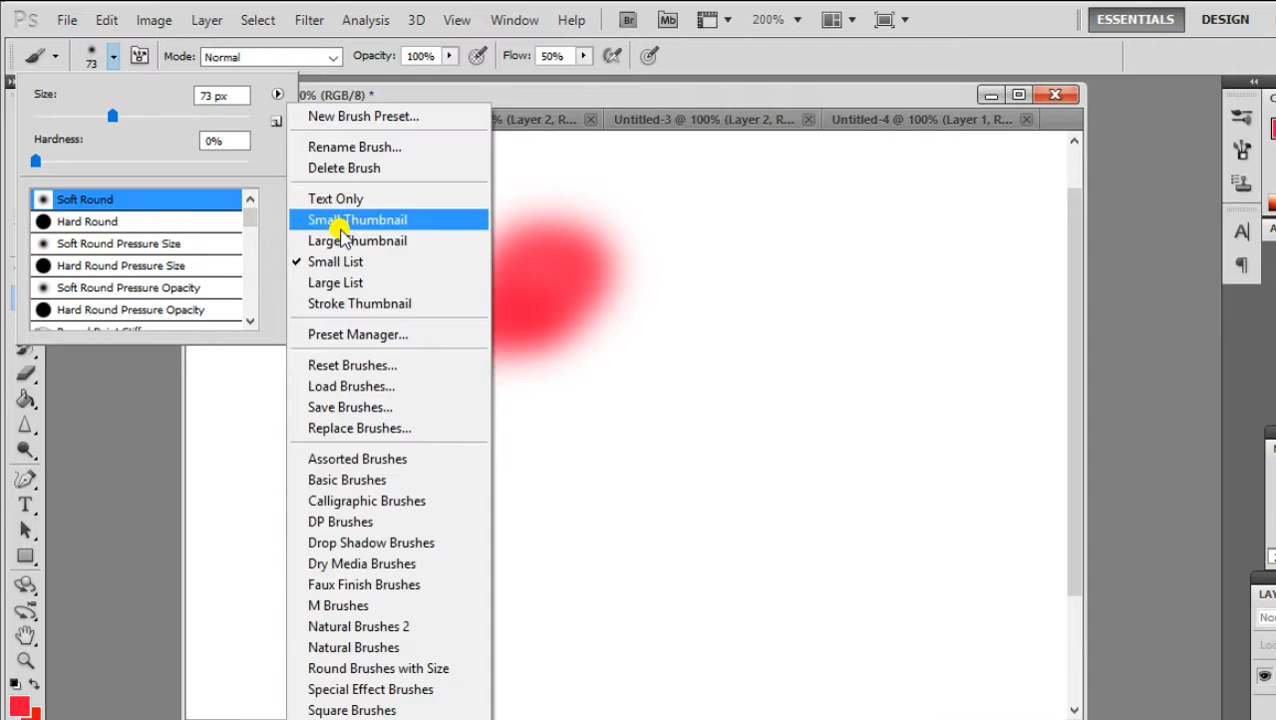 Ps File Edit Image Layer Select Filter Analysis 3D View Window Help Br Mb 200% ESSENTIALS DESIGN
73 Mode: Normal Opacity: 100% Flow: 50%
Size: 73 px
Hardness: 0%
Soft Round
Hard Round
Soft Round Pressure Size
Hard Round Pressure Size
Soft Round Pressure Opacity
Hard Round Pressure Opacity
0% (RGB/8) *
% (Layer 2, R... Untitled-3 @ 100% (Layer 2, R... Untitled-4 @ 100% (Layer 1, R...
New Brush Preset...
Rename Brush...
Delete Brush
Text Only
Small Thumbnail
Large Thumbnail
Small List
Large List
Stroke Thumbnail
Preset Manager...
Reset Brushes...
Load Brushes...
Save Brushes...
Replace Brushes...
Assorted Brushes
Basic Brushes
Calligraphic Brushes
DP Brushes
Drop Shadow Brushes
Dry Media Brushes
Faux Finish Brushes
M Brushes
Natural Brushes 2
Natural Brushes
Round Brushes with Size
Special Effect Brushes
Square Brushes